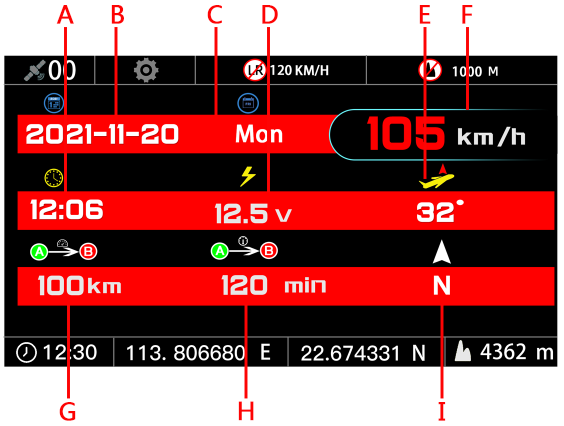 A B C D E F
00 LR 120 KM/H 1000 M
2021-11-20 Mon 105 km/h
12:06 12.5 v 32°
A B A B
100km 120 min N
12:30 113. 806680 E 22.674331 N 4362 m
G H I